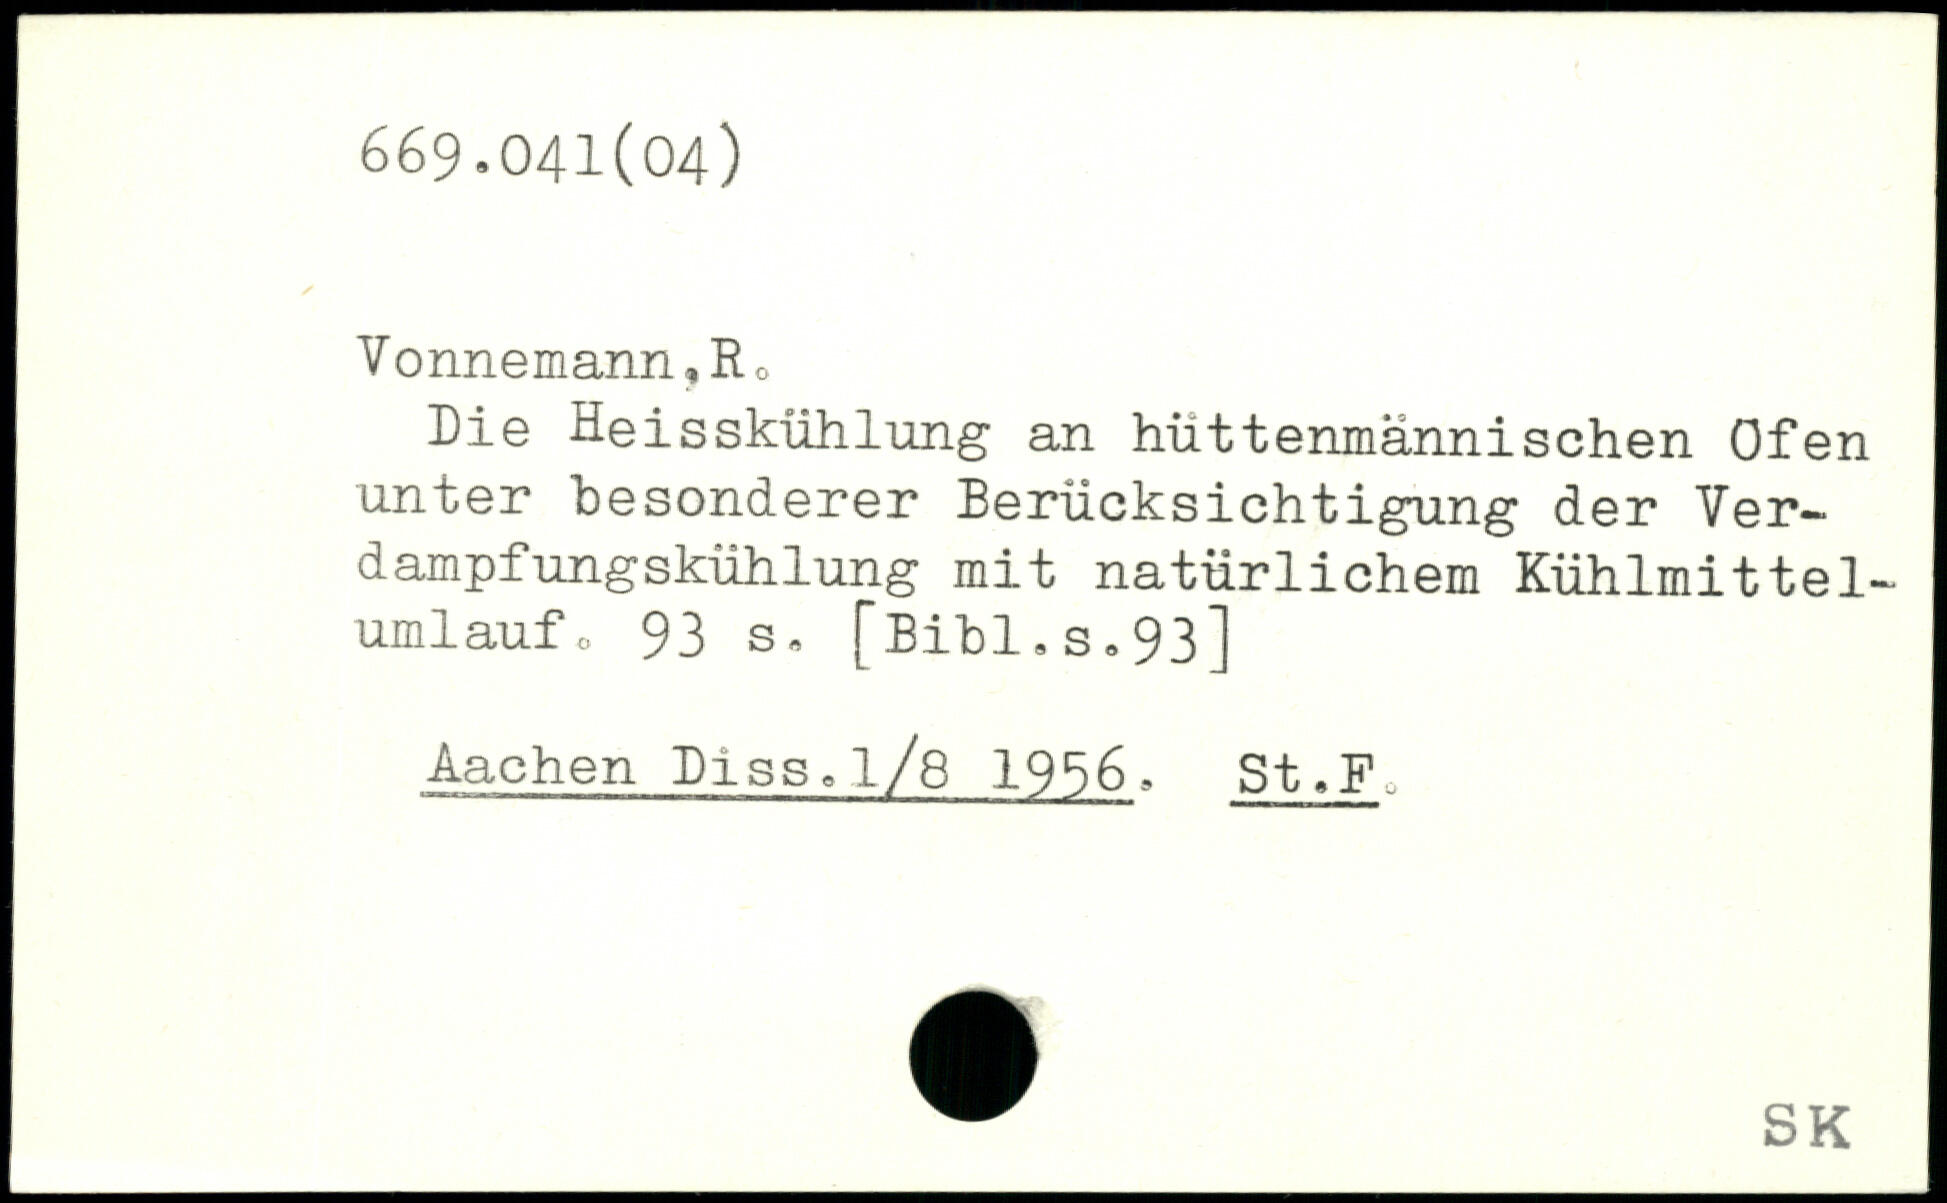 669.041(04)
Vonnemann,R.
Die Heisskühlung an hüttenmännischen Öfen
unter besonderer Berücksichtigung der Ver-
dampfungskühlung mit natürlichem Kühlmittel-
umlauf. 93 s. [Bibl.s.93]
Aachen Diss.1/8 1956. St.F.
SK